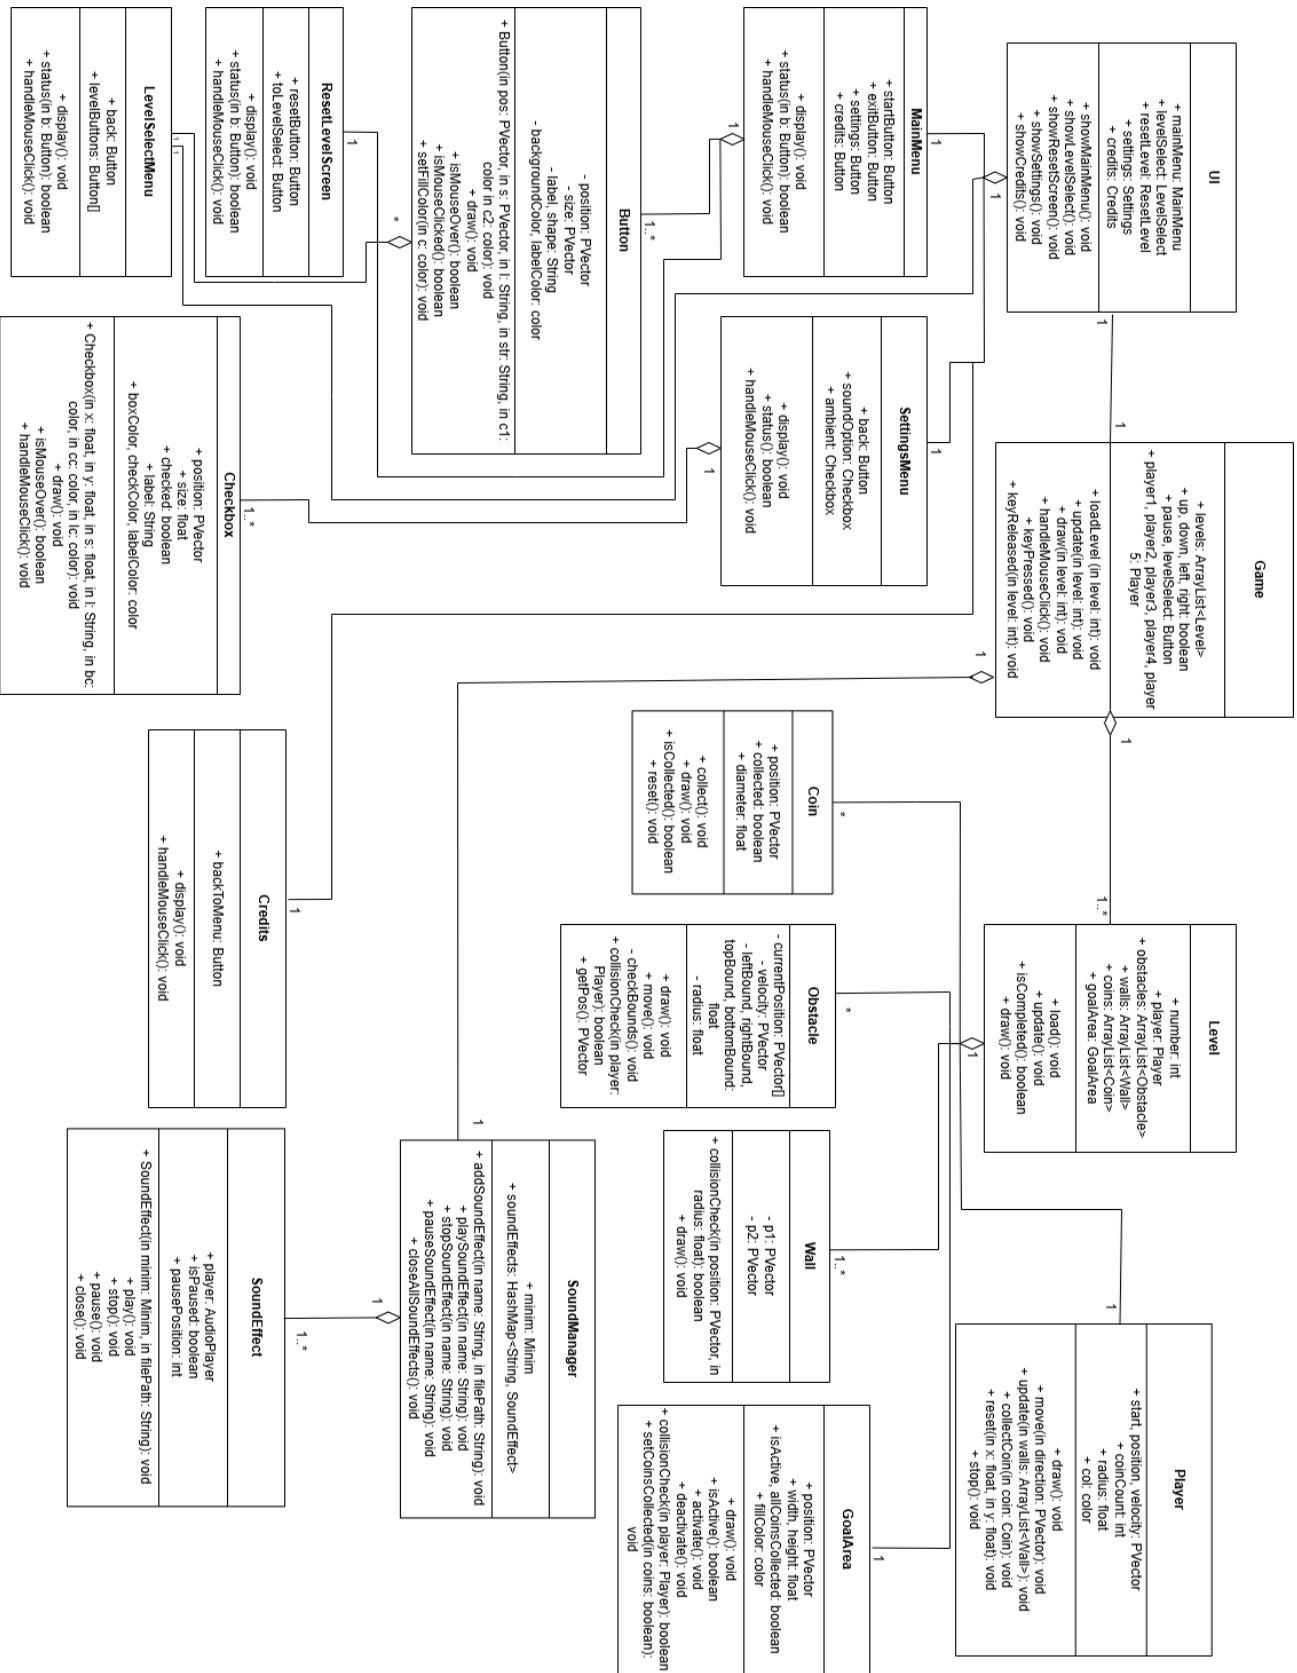 UI
+ mainMenu: MainMenu
+ levelSelect: LevelSelect
+ resetLevel: ResetLevel
+ settings: Settings
+ credits: Credits
+ showMainMenu(): void
+ showLevelSelect(): void
+ showResetScreen(): void
+ showSettings(): void
+ showCredits(): void
1
1
1
1
Game
+ levels: ArrayList<Level>
+ up, down, left, right: boolean
+ pause, levelSelect: Button
+ player1, player2, player3, player4, player
5: Player
+ loadLevel (in level: int): void
+ update(in level: int): void
+ draw(in level: int): void
+ handleMouseClick(): void
+ keyPressed(): void
+ keyReleased(in level: int): void
1
1
1..*
Level
+ number: int
+ player: Player
+ obstacles: ArrayList<Obstacle>
+ walls: ArrayList<Wall>
+ coins: ArrayList<Coin>
+ goalArea: GoalArea
+ load(): void
+ update(): void
+ isCompleted(): boolean
+ draw(): void
1
1
Player
+ start, position, velocity: PVector
+ coinCount: int
+ radius: float
+ col: color
+ draw(): void
+ move(in direction: PVector): void
+ update(in walls: ArrayList<Wall>): void
+ collectCoin(in coin: Coin): void
+ reset(in x: float, in y: float): void
+ stop(): void
MainMenu
+ startButton: Button
+ exitButton: Button
+ settings: Button
+ credits: Button
+ display(): void
+ status(in b: Button): boolean
+ handleMouseClick(): void
1
1
SettingsMenu
+ back: Button
+ soundOption: Checkbox
+ ambient: Checkbox
+ display(): void
+ status(): boolean
+ handleMouseClick(): void
1
Coin
+ position: PVector
+ collected: boolean
+ diameter: float
+ collect(): void
+ draw(): void
+ isCollected(): boolean
+ reset(): void
*
Obstacle
- currentPosition: PVector[]
- velocity: PVector
- leftBound, rightBound,
topBound, bottomBound:
float
- radius: float
+ draw(): void
+ move(): void
- checkBounds(): void
+ collisionCheck(in player:
Player): boolean
+ getPos(): PVector
*
Wall
- p1: PVector
- p2: PVector
+ collisionCheck(in position: PVector, in
radius: float): boolean
+ draw(): void
1..*
GoalArea
+ position: PVector
+ width, height: float
+ isActive, allCoinsCollected: boolean
+ fillColor: color
+ draw(): void
+ isActive(): boolean
+ activate(): void
+ deactivate(): void
+ collisionCheck(in player: Player): boolean
+ setCoinsCollected(in coins: boolean):
void
1
Button
- position: PVector
- size: PVector
- label, shape: String
- backgroundColor, labelColor: color
+ Button(in pos: PVector, in s: PVector, in l: String, in str: String, in c1:
color in c2: color): void
+ draw(): void
+ isMouseOver(): boolean
+ isMouseClicked(): boolean
+ setFillColor(in c: color): void
1..*
*
ResetLevelScreen
+ resetButton: Button
+ toLevelSelect: Button
+ display(): void
+ status(in b: Button): boolean
+ handleMouseClick(): void
1
LevelSelectMenu
+ back: Button
+ levelButtons: Button[]
+ display(): void
+ status(in b: Button): boolean
+ handleMouseClick(): void
1
1
Checkbox
+ position: PVector
+ size: float
+ checked: boolean
+ label: String
+ boxColor, checkColor, labelColor: color
+ Checkbox(in x: float, in y: float, in s: float, in l: String, in bc:
color, in cc: color, in lc: color): void
+ draw(): void
+ isMouseOver(): boolean
+ handleMouseClick(): void
1..*
1
Credits
+ backToMenu: Button
+ display(): void
+ handleMouseClick(): void
1
SoundManager
+ minim: Minim
+ soundEffects: HashMap<String, SoundEffect>
+ addSoundEffect(in name: String, in filePath: String): void
+ playSoundEffect(in name: String): void
+ stopSoundEffect(in name: String): void
+ pauseSoundEffect(in name: String): void
+ closeAllSoundEffects(): void
1
1
SoundEffect
+ player: AudioPlayer
+ isPaused: boolean
+ pausePosition: int
+ SoundEffect(in minim: Minim, in filePath: String): void
+ play(): void
+ stop(): void
+ pause(): void
+ close(): void
1..*